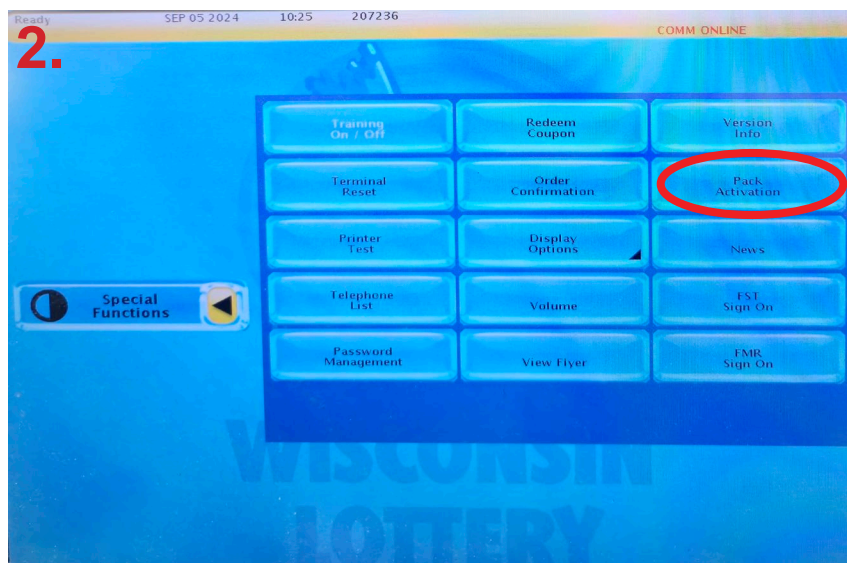 Ready SEP 05 2024 10:25 207236
COMM ONLINE
2.
Training
On / Off
Redeem
Coupon
Version
Info
Terminal
Reset
Order
Confirmation
Pack
Activation
Printer
Test
Display
Options
News
Special
Functions
Telephone
List
Volume
FST
Sign On
Password
Management
View Flyer
FMR
Sign On
WISCONSIN
LOTTERY